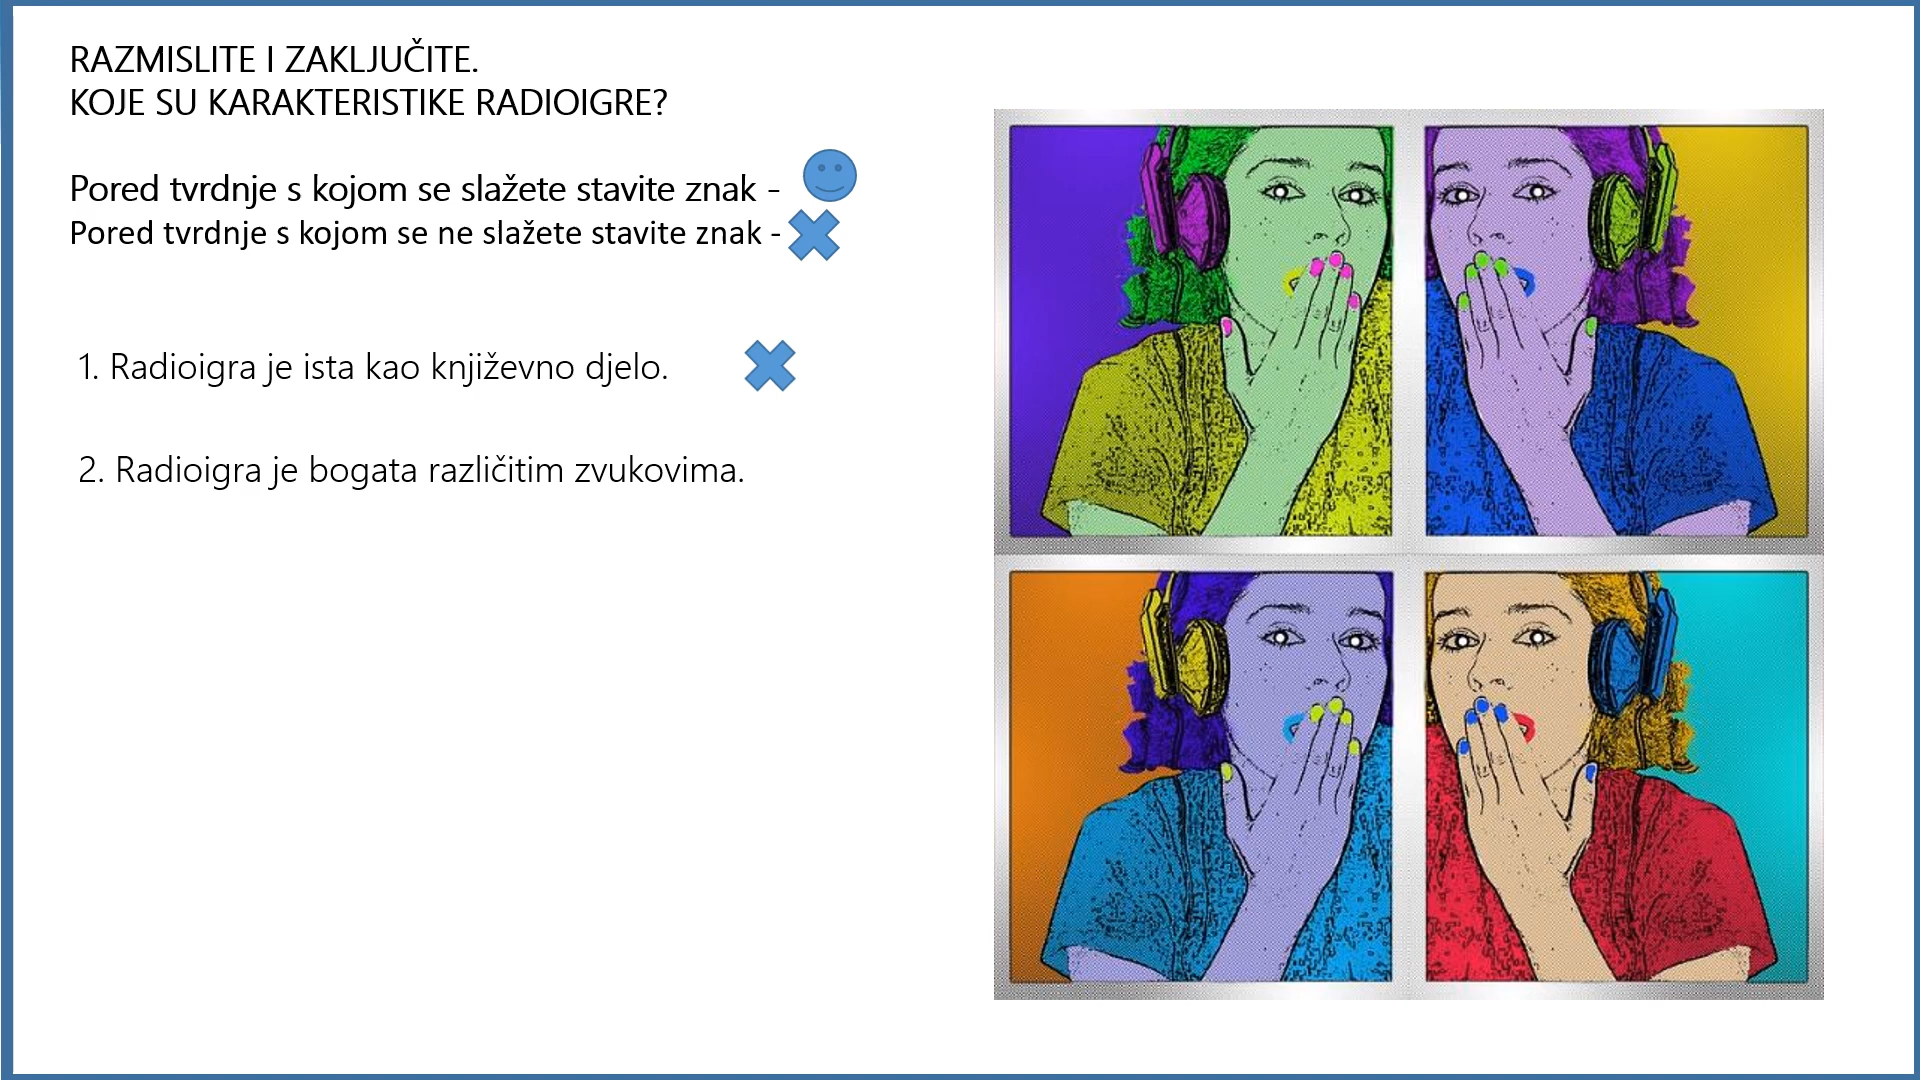 RAZMISLITE I ZAKLJUČITE.
KOJE SU KARAKTERISTIKE RADIOIGRE?
Pored tvrdnje s kojom se slažete stavite znak -
Pored tvrdnje s kojom se ne slažete stavite znak -
1. Radioigra je ista kao književno djelo.
2. Radioigra je bogata različitim zvukovima.